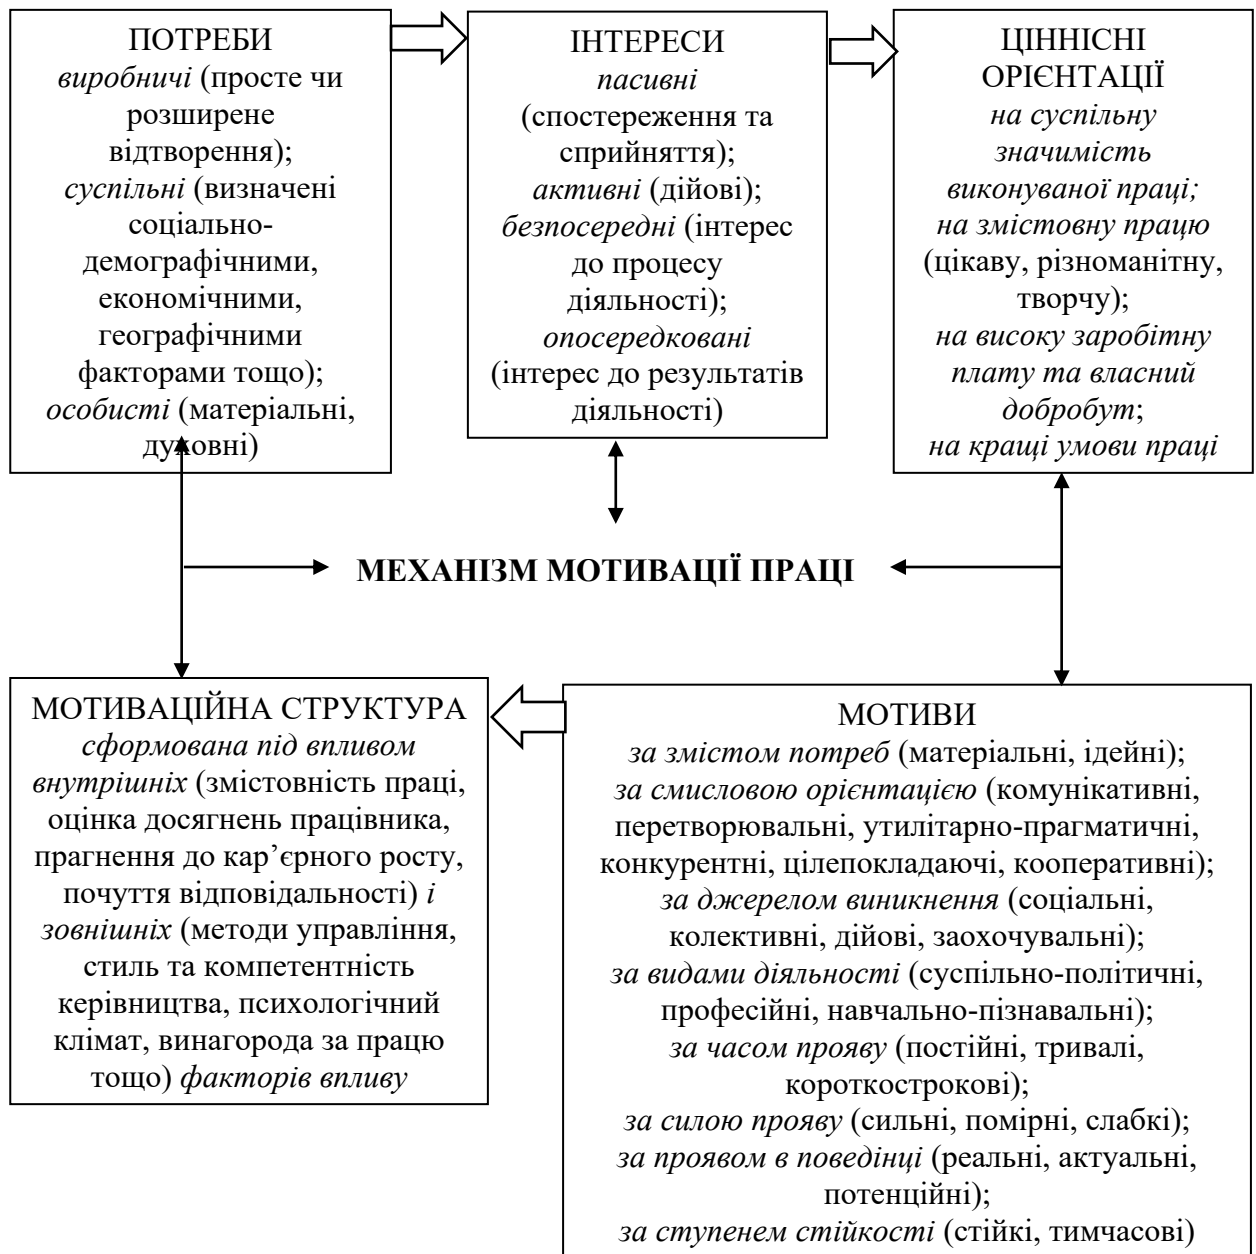 ПОТРЕБИ
виробничі (просте чи
розширене
відтворення);
суспільні (визначені
соціально-
демографічними,
економічними,
географічними
факторами тощо);
особисті (матеріальні,
духовні)
ІНТЕРЕСИ
пасивні
(спостереження та
сприйняття);
активні (дійові);
безпосередні (інтерес
до процесу
діяльності);
опосередковані
(інтерес до результатів
діяльності)
ЦІННІСНІ
ОРІЄНТАЦІЇ
на суспільну
значимість
виконуваної праці;
на змістовну працю
(цікаву, різноманітну,
творчу);
на високу заробітну
плату та власний
добробут;
на кращі умови праці
МЕХАНІЗМ МОТИВАЦІЇ ПРАЦІ
МОТИВАЦІЙНА СТРУКТУРА
сформована під впливом
внутрішніх (змістовність праці,
оцінка досягнень працівника,
прагнення до кар’єрного росту,
почуття відповідальності) і
зовнішніх (методи управління,
стиль та компетентність
керівництва, психологічний
клімат, винагорода за працю
тощо) факторів впливу
МОТИВИ
за змістом потреб (матеріальні, ідейні);
за смисловою орієнтацією (комунікативні,
перетворювальні, утилітарно-прагматичні,
конкурентні, цілепокладаючі, кооперативні);
за джерелом виникнення (соціальні,
колективні, дійові, заохочувальні);
за видами діяльності (суспільно-політичні,
професійні, навчально-пізнавальні);
за часом прояву (постійні, тривалі,
короткострокові);
за силою прояву (сильні, помірні, слабкі);
за проявом в поведінці (реальні, актуальні,
потенційні);
за ступенем стійкості (стійкі, тимчасові)